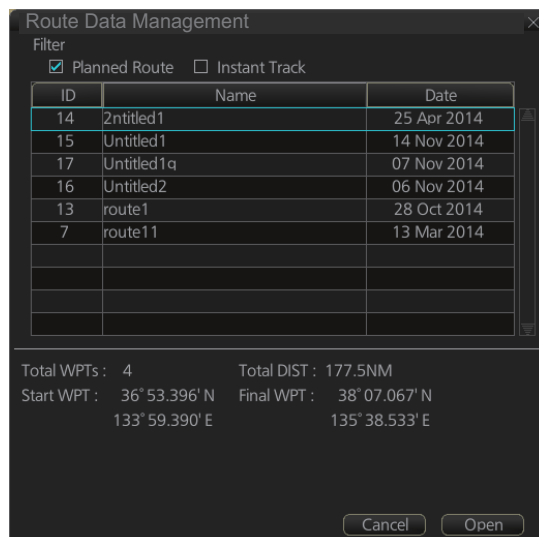 Route Data Management
Filter
Planned Route Instant Track
ID Name Date
14 2ntitled1 25 Apr 2014
15 Untitled1 14 Nov 2014
17 Untitled1q 07 Nov 2014
16 Untitled2 06 Nov 2014
13 route1 28 Oct 2014
7 route11 13 Mar 2014
Total WPTs : 4 Total DIST : 177.5NM
Start WPT : 36°53.396' N Final WPT : 38°07.067' N
133°59.390' E 135°38.533' E
Cancel Open